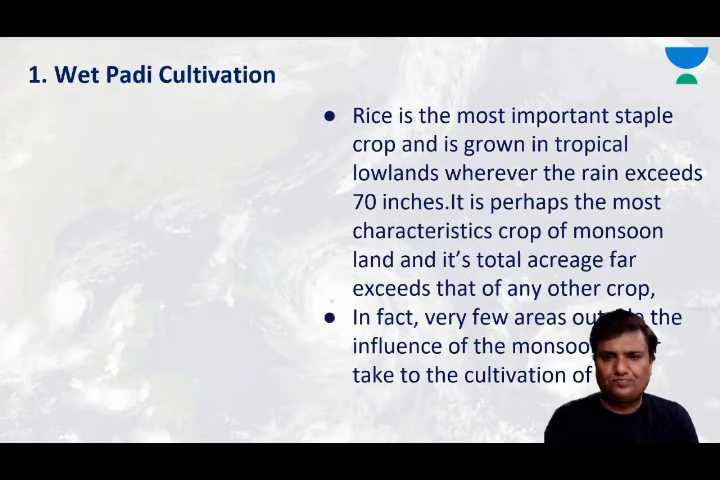 1. Wet Padi Cultivation
● Rice is the most important staple
crop and is grown in tropical
lowlands wherever the rain exceeds
70 inches.It is perhaps the most
characteristics crop of monsoon
land and it's total acreage far
exceeds that of any other crop,
● In fact, very few areas the
influence of the
take to the cultivation of